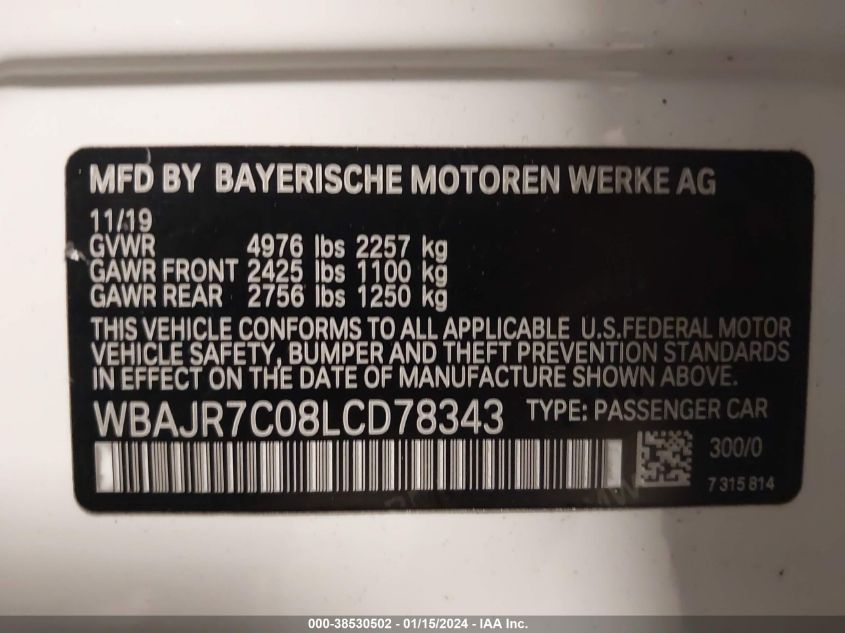 MFD BY BAYERISCHE MOTOREN WERKE AG
11/19
GVWR 4976 lbs 2257 kg
GAWR FRONT 2425 lbs 1100 kg
GAWR REAR 2756 lbs 1250 kg
THIS VEHICLE CONFORMS TO ALL APPLICABLE U.S.FEDERAL MOTOR
VEHICLE SAFETY, BUMPER AND THEFT PREVENTION STANDARDS
IN EFFECT ON THE DATE OF MANUFACTURE SHOWN ABOVE.
WBAJR7C08LCD78343 TYPE: PASSENGER CAR
300/0
7 315 814
000-38530502 - 01/15/2024 - IAA Inc.